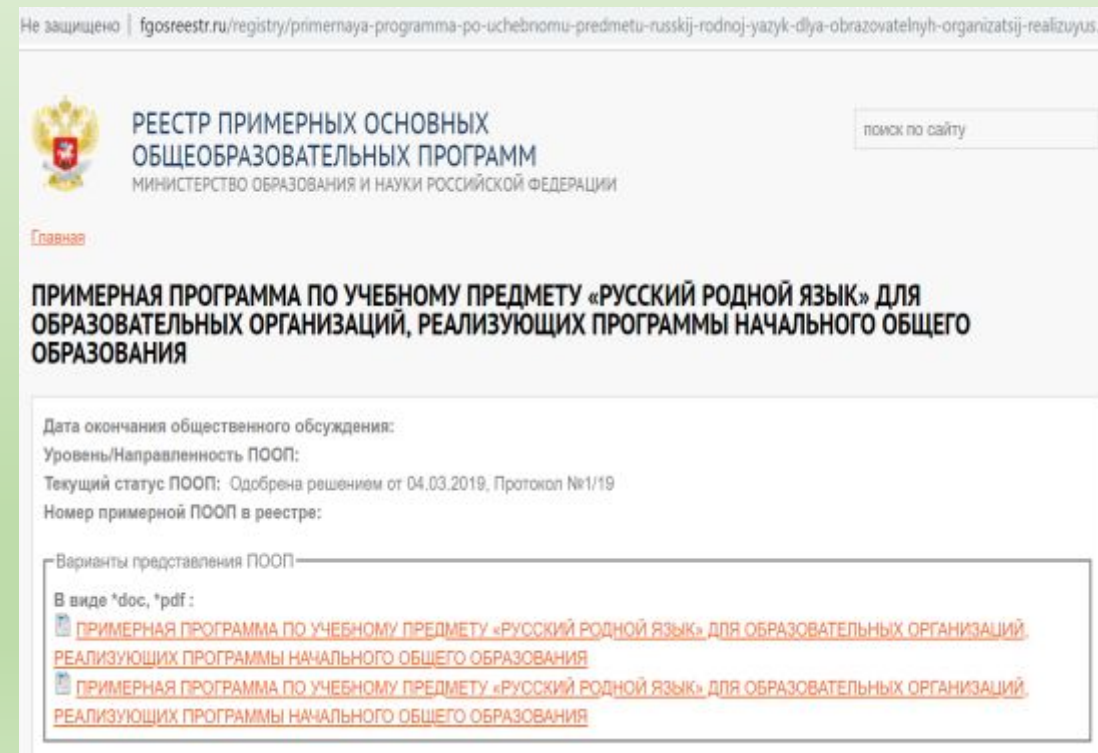 Не защищено | fgosreestr.ru/registry/primernaya-programma-po-uchebnomu-predmetu-russkij-rodnoj-yazyk-dlya-obrazovatelnyh-organizatsij-realizuyus
РЕЕСТР ПРИМЕРНЫХ ОСНОВНЫХ
ОБЩЕОБРАЗОВАТЕЛЬНЫХ ПРОГРАММ
МИНИСТЕРСТВО ОБРАЗОВАНИЯ И НАУКИ РОССИЙСКОЙ ФЕДЕРАЦИИ
поиск по сайту
Главная
ПРИМЕРНАЯ ПРОГРАММА ПО УЧЕБНОМУ ПРЕДМЕТУ «РУССКИЙ РОДНОЙ ЯЗЫК» ДЛЯ
ОБРАЗОВАТЕЛЬНЫХ ОРГАНИЗАЦИЙ, РЕАЛИЗУЮЩИХ ПРОГРАММЫ НАЧАЛЬНОГО ОБЩЕГО
ОБРАЗОВАНИЯ
Дата окончания общественного обсуждения:
Уровень/Направленность ПООП:
Текущий статус ПООП: Одобрена решением от 04.03.2019, Протокол №1/19
Номер примерной ПООП в реестре:
Варианты представления ПООП
В виде *doc, *pdf :
ПРИМЕРНАЯ ПРОГРАММА ПО УЧЕБНОМУ ПРЕДМЕТУ «РУССКИЙ РОДНОЙ ЯЗЫК» ДЛЯ ОБРАЗОВАТЕЛЬНЫХ ОРГАНИЗАЦИЙ,
РЕАЛИЗУЮЩИХ ПРОГРАММЫ НАЧАЛЬНОГО ОБЩЕГО ОБРАЗОВАНИЯ
ПРИМЕРНАЯ ПРОГРАММА ПО УЧЕБНОМУ ПРЕДМЕТУ «РУССКИЙ РОДНОЙ ЯЗЫК» ДЛЯ ОБРАЗОВАТЕЛЬНЫХ ОРГАНИЗАЦИЙ,
РЕАЛИЗУЮЩИХ ПРОГРАММЫ НАЧАЛЬНОГО ОБЩЕГО ОБРАЗОВАНИЯ